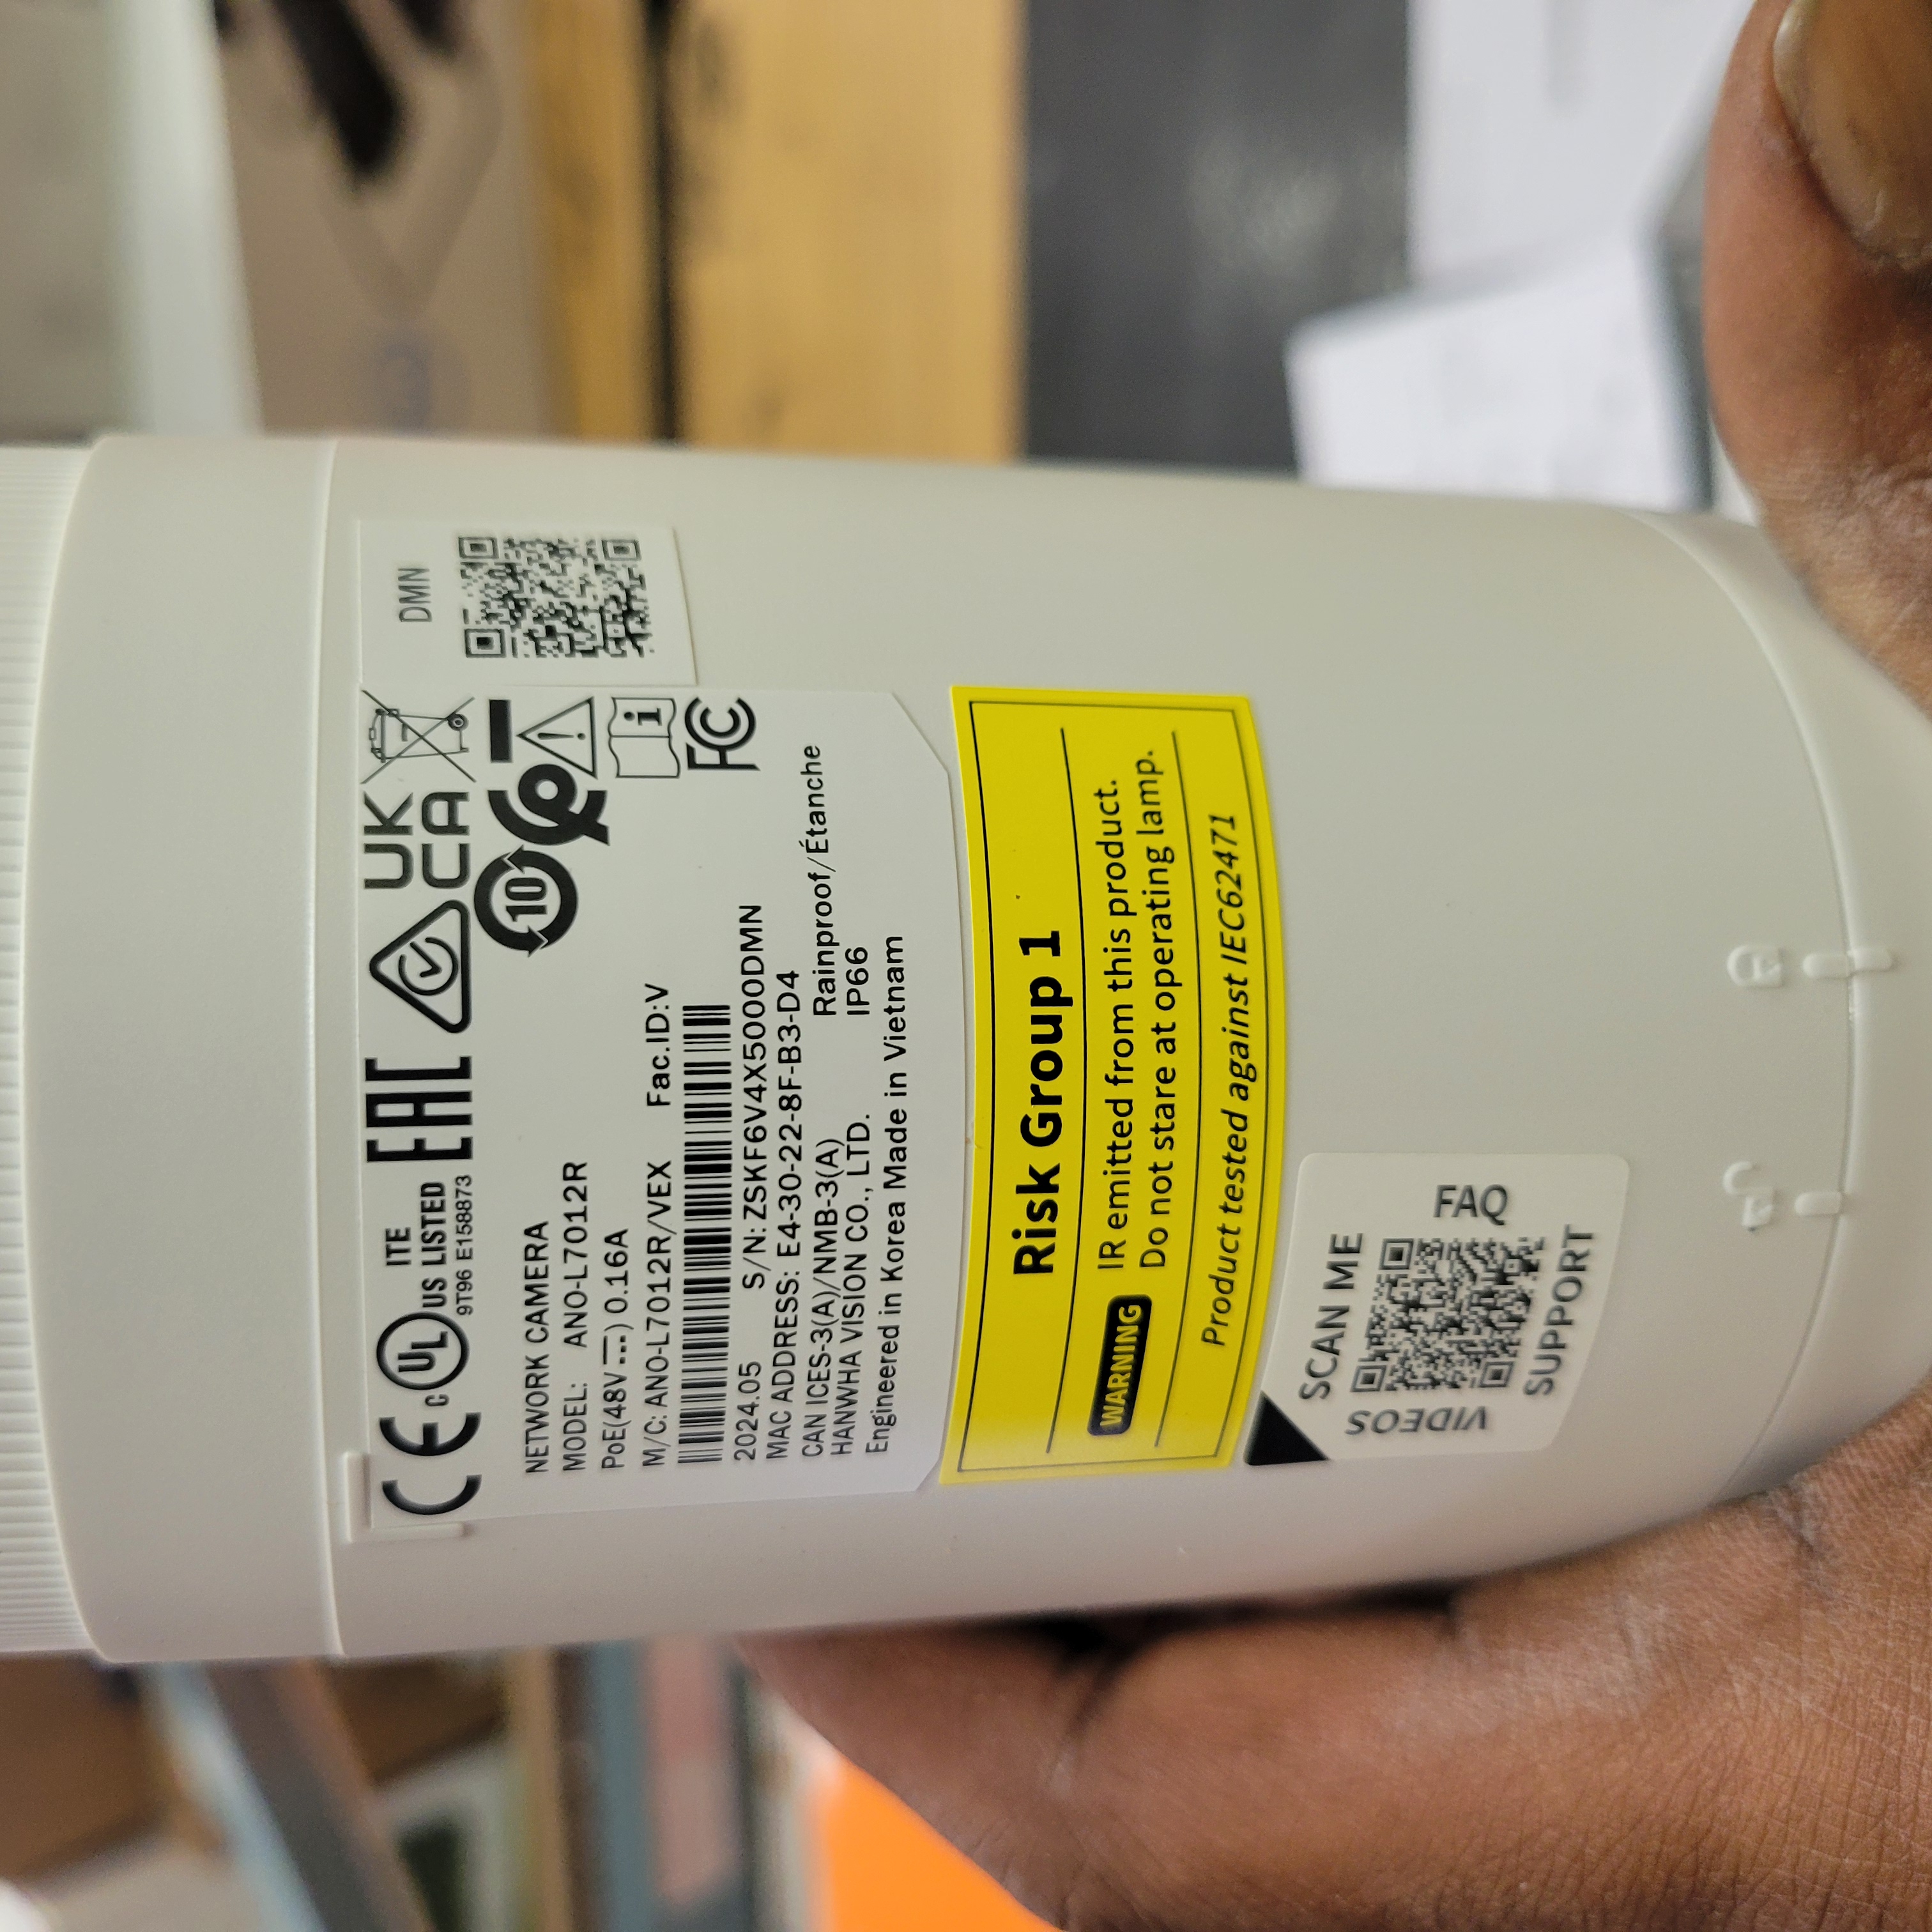 CE
c UL US LISTED
ITE
9T96 E158873
EAC
UK
CA
10
FC
DMN
NETWORK CAMERA
MODEL: ANO-L7012R
PoE(48V ⎓) 0.16A
M/C: ANO-L7012R/VEX Fac.ID:V
2024.05 S/N: ZSKF6V4X5000DMN
MAC ADDRESS: E4-30-22-8F-B3-D4
CAN ICES-3(A)/NMB-3(A) Rainproof/Étanche
HANWHA VISION CO., LTD. IP66
Engineered in Korea Made in Vietnam
Risk Group 1
WARNING
IR emitted from this product.
Do not stare at operating lamp.
Product tested against IEC62471
SCAN ME
VIDEOS
FAQ
SUPPORT